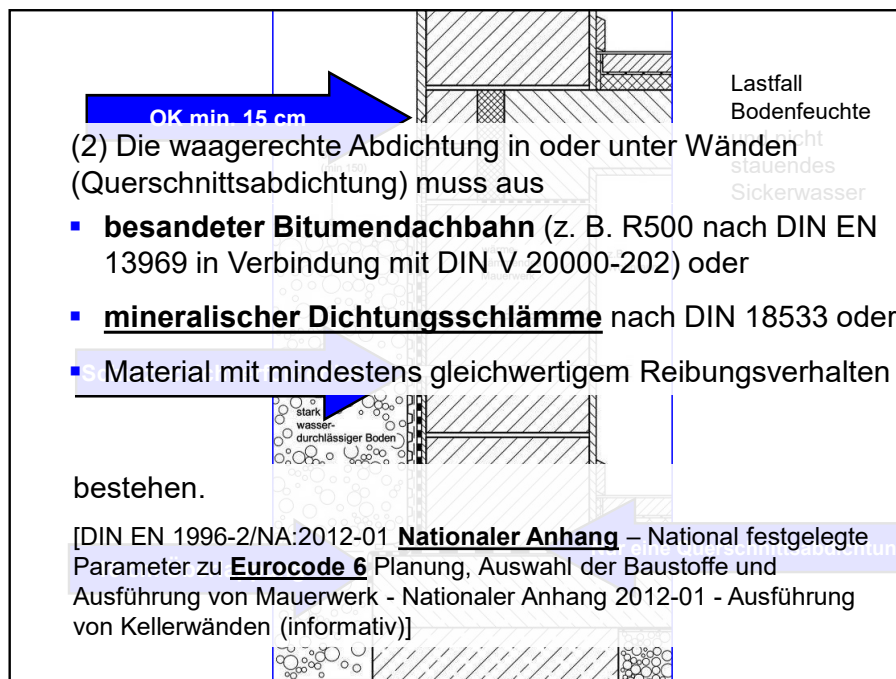 OK min. 15 cm
Lastfall
Bodenfeuchte
und nicht
stauendes
Sickerwasser
(2) Die waagerechte Abdichtung in oder unter Wänden
(Querschnittsabdichtung) muss aus
▪ besandeter Bitumendachbahn (z. B. R500 nach DIN EN
13969 in Verbindung mit DIN V 20000-202) oder
▪ mineralischer Dichtungsschlämme nach DIN 18533 oder
▪ Material mit mindestens gleichwertigem Reibungsverhalten
stark
wasser-
durchlässiger Boden
bestehen.
[DIN EN 1996-2/NA:2012-01 Nationaler Anhang – National festgelegte
Parameter zu Eurocode 6 Planung, Auswahl der Baustoffe und
Ausführung von Mauerwerk - Nationaler Anhang 2012-01 - Ausführung
von Kellerwänden (informativ)]
eine Querschnittsabdichtun